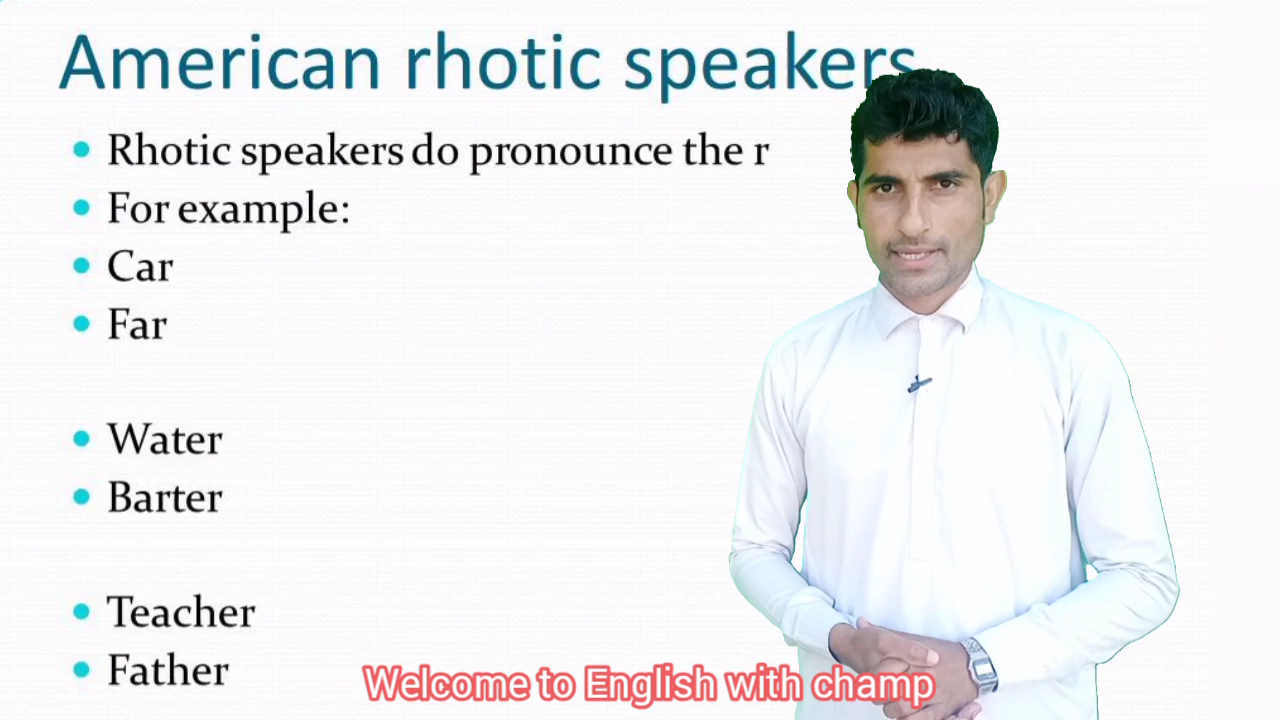 American rhotic speakers
Rhotic speakers do pronounce the r
For example:
Car
Far
Water
Barter
Teacher
Father
Welcome to English with champ